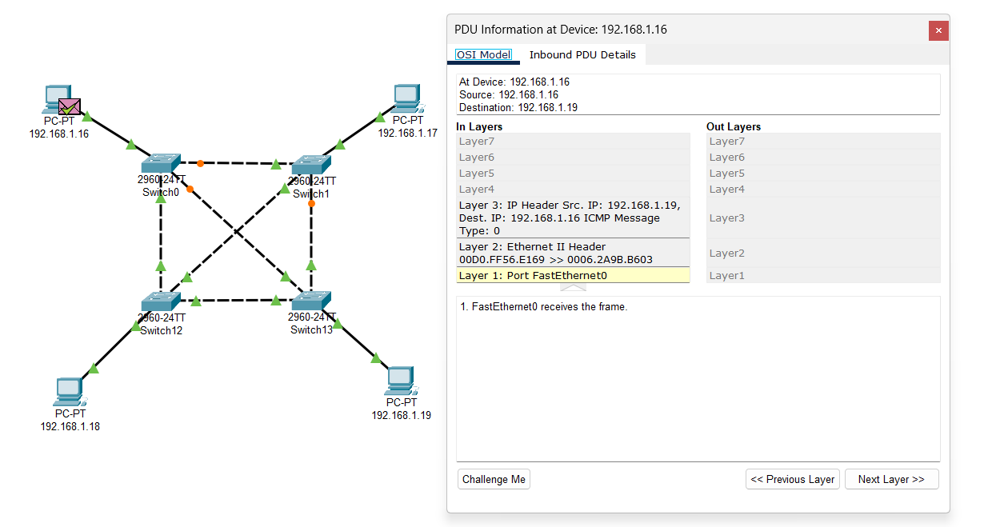 PC-PT
192.168.1.16
PC-PT
192.168.1.17
2960-24TT
Switch0
2960-24TT
Switch1
2960-24TT
Switch12
2960-24TT
Switch13
PC-PT
192.168.1.18
PC-PT
192.168.1.19
PDU Information at Device: 192.168.1.16
×
OSI Model
Inbound PDU Details
At Device: 192.168.1.16
Source: 192.168.1.16
Destination: 192.168.1.19
In Layers
Layer7
Layer6
Layer5
Layer4
Layer 3: IP Header Src. IP: 192.168.1.19,
Dest. IP: 192.168.1.16 ICMP Message
Type: 0
Layer 2: Ethernet II Header
00D0.FF56.E169 >> 0006.2A9B.B603
Layer 1: Port FastEthernet0
Out Layers
Layer7
Layer6
Layer5
Layer4
Layer3
Layer2
Layer1
1. FastEthernet0 receives the frame.
Challenge Me
<< Previous Layer
Next Layer >>